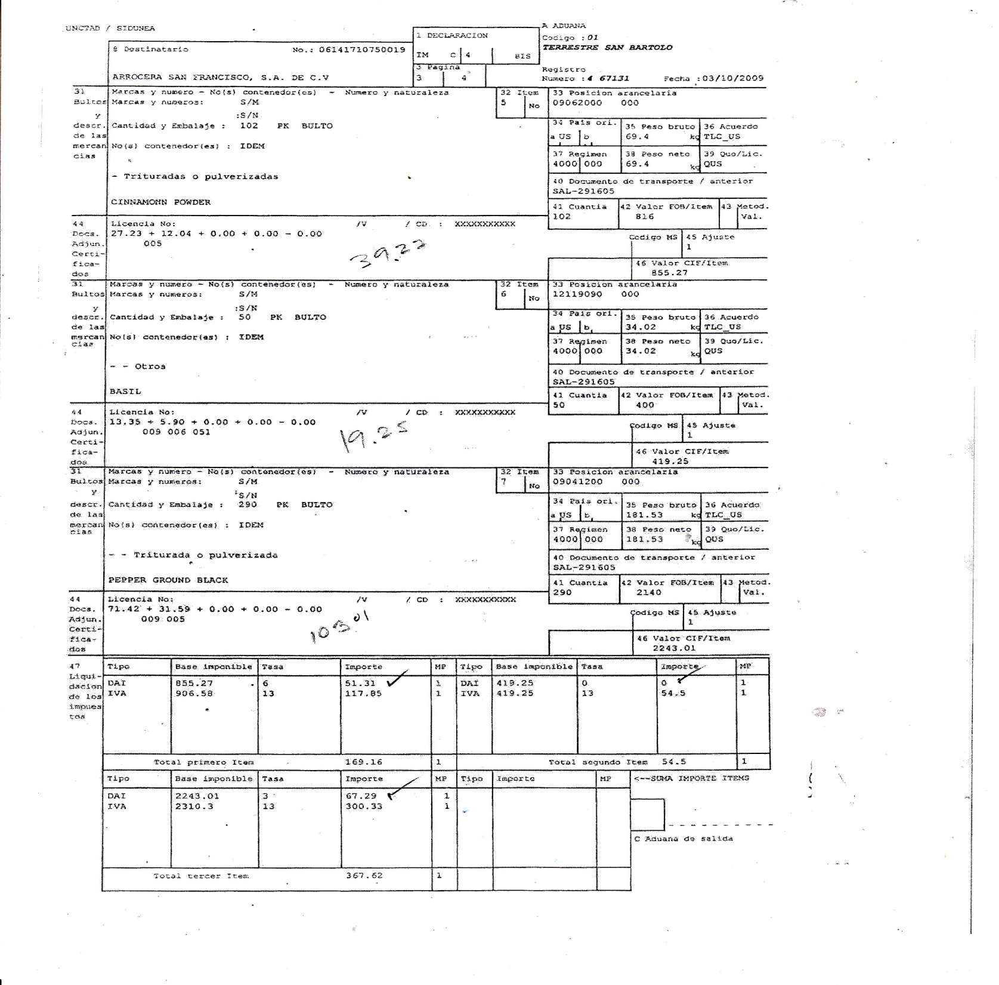 UNCTAD / SIDUNEA
A ADUANA
1 DECLARACION
Codigo : 01
8 Destinatario No.: 06141710750019
TERRESTRE SAN BARTOLO
IM C 4 BIS
3 Pagina
Registro
ARROCERA SAN FRANCISCO, S.A. DE C.V
3 4
Numero : 4 67131 Fecha : 03/10/2009
31 Marcas y numero - No(s) contenedor(es) - Numero y naturaleza 32 Item 33 Posicion arancelaria
Bultos Marcas y numeros: S/M 5 No 09062000 000
y :S/N
descr. Cantidad y Embalaje : 102 PK BULTO 34 Pais ori. 35 Peso bruto 36 Acuerdo
de las a US b 69.4 kg TLC_US
mercan No(s) contenedor(es) : IDEM
cias 37 Regimen 38 Peso neto 39 Quo/Lic.
4000 000 69.4 kg QUS
- Trituradas o pulverizadas 40 Documento de transporte / anterior
SAL-291605
CINNAMONN POWDER 41 Cuantia 42 Valor FOB/Item 43 Metod.
102 816 Val.
44 Licencia No: /V / CD : XXXXXXXXXXX
Docs. 27.23 + 12.04 + 0.00 + 0.00 - 0.00 Codigo MS 45 Ajuste
Adjun. 005 1
Certi-
39.27
fica- 46 Valor CIF/Item
dos 855.27
31 Marcas y numero - No(s) contenedor(es) - Numero y naturaleza 32 Item 33 Posicion arancelaria
Bultos Marcas y numeros: S/M 6 No 12119090 000
y :S/N
descr. Cantidad y Embalaje : 50 PK BULTO 34 Pais ori. 35 Peso bruto 36 Acuerdo
de las a US b 34.02 kg TLC_US
mercan No(s) contenedor(es) : IDEM 37 Regimen 38 Peso neto 39 Quo/Lic.
cias 4000 000 34.02 kg QUS
- - Otros 40 Documento de transporte / anterior
SAL-291605
BASIL 41 Cuantia 42 Valor FOB/Item 43 Metod.
50 400 Val.
44 Licencia No: /V / CD : XXXXXXXXXXX
Docs. 13.35 + 5.90 + 0.00 + 0.00 - 0.00 Codigo MS 45 Ajuste
Adjun. 009 006 051 1
Certi-
19.25
fica- 46 Valor CIF/Item
dos 419.25
31 Marcas y numero - No(s) contenedor(es) - Numero y naturaleza 32 Item 33 Posicion arancelaria
Bultos Marcas y numeros: S/M 7 No 09041200 000
y S/N
descr. Cantidad y Embalaje : 290 PK BULTO 34 Pais ori. 35 Peso bruto 36 Acuerdo
de las a US b 181.53 kg TLC_US
mercan No(s) contenedor(es) : IDEM 37 Regimen 38 Peso neto 39 Quo/Lic.
cias 4000 000 181.53 kg QUS
- - Triturada o pulverizada 40 Documento de transporte / anterior
SAL-291605
PEPPER GROUND BLACK 41 Cuantia 42 Valor FOB/Item 43 Metod.
290 2140 Val.
44 Licencia No: /V / CD : XXXXXXXXXXX
Docs. 71.42 + 31.59 + 0.00 + 0.00 - 0.00 Codigo MS 45 Ajuste
Adjun. 009 005 1
Certi-
103.01
fica- 46 Valor CIF/Item
dos 2243.01
47 Tipo Base imponible Tasa Importe MP Tipo Base imponible Tasa Importe MP
Liqui-
dacion DAI 855.27 6 51.31 1 DAI 419.25 0 0 1
de los IVA 906.58 13 117.85 1 IVA 419.25 13 54.5 1
impues
tos
Total primero Item 169.16 1 Total segundo Item 54.5 1
Tipo Base imponible Tasa Importe MP Tipo Importe MP <--SUMA IMPORTE ITEMS
DAI 2243.01 3 67.29 1
IVA 2310.3 13 300.33 1
C Aduana de salida
Total tercer Item 367.62 1